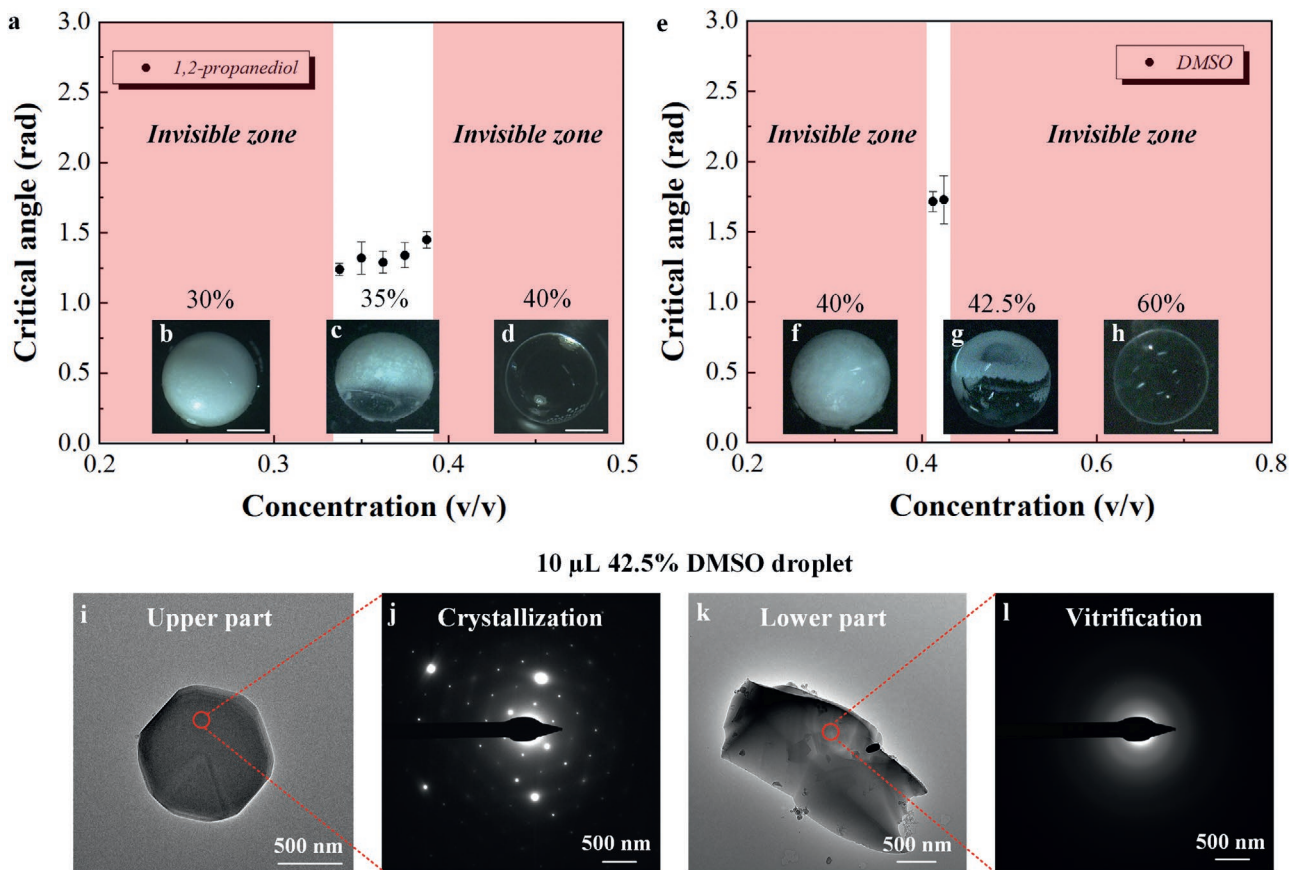 a
3.0
2.5
2.0
1.5
1.0
0.5
0.0
Critical angle (rad)
1,2-propanediol
Invisible zone
Invisible zone
30%
35%
40%
b
c
d
0.2
0.3
0.4
0.5
Concentration (v/v)
e
3.0
2.5
2.0
1.5
1.0
0.5
0.0
Critical angle (rad)
DMSO
Invisible zone
Invisible zone
40%
42.5%
60%
f
g
h
0.2
0.4
0.6
0.8
Concentration (v/v)
10 μL 42.5% DMSO droplet
i
Upper part
500 nm
j
Crystallization
500 nm
k
Lower part
500 nm
l
Vitrification
500 nm